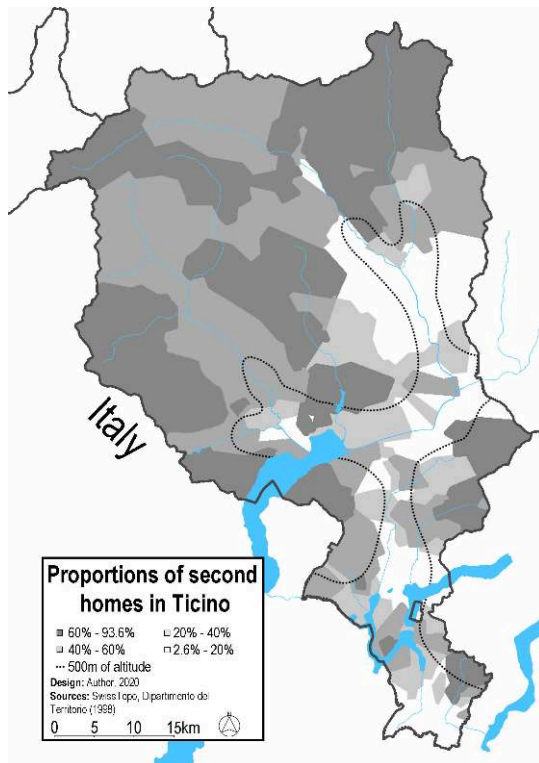 Italy
Proportions of second
homes in Ticino
60% - 93.6% 20% - 40%
40% - 60% 2.6% - 20%
500m of altitude
Design: Author, 2020
Sources: SwissTopo, Dipartimento del
Territorio (1998)
0 5 10 15km